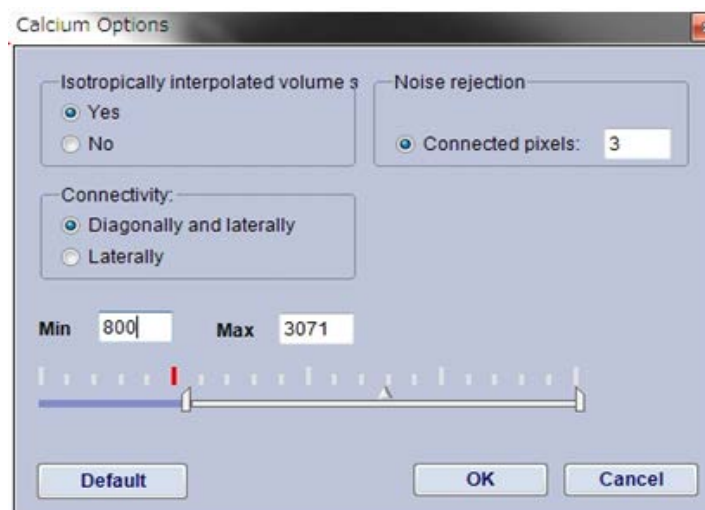 Calcium Options
Isotropically interpolated volume s
Yes
No
Noise rejection
Connected pixels: 3
Connectivity:
Diagonally and laterally
Laterally
Min 800 Max 3071
Default OK Cancel